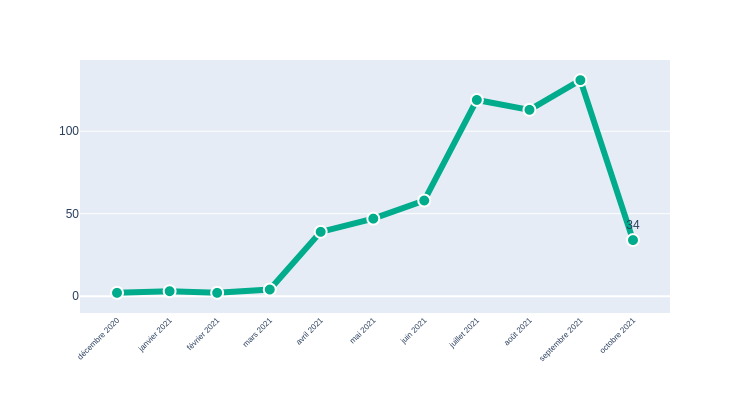 100
50
0
34
décembre 2020
janvier 2021
février 2021
mars 2021
avril 2021
mai 2021
juin 2021
juillet 2021
août 2021
septembre 2021
octobre 2021